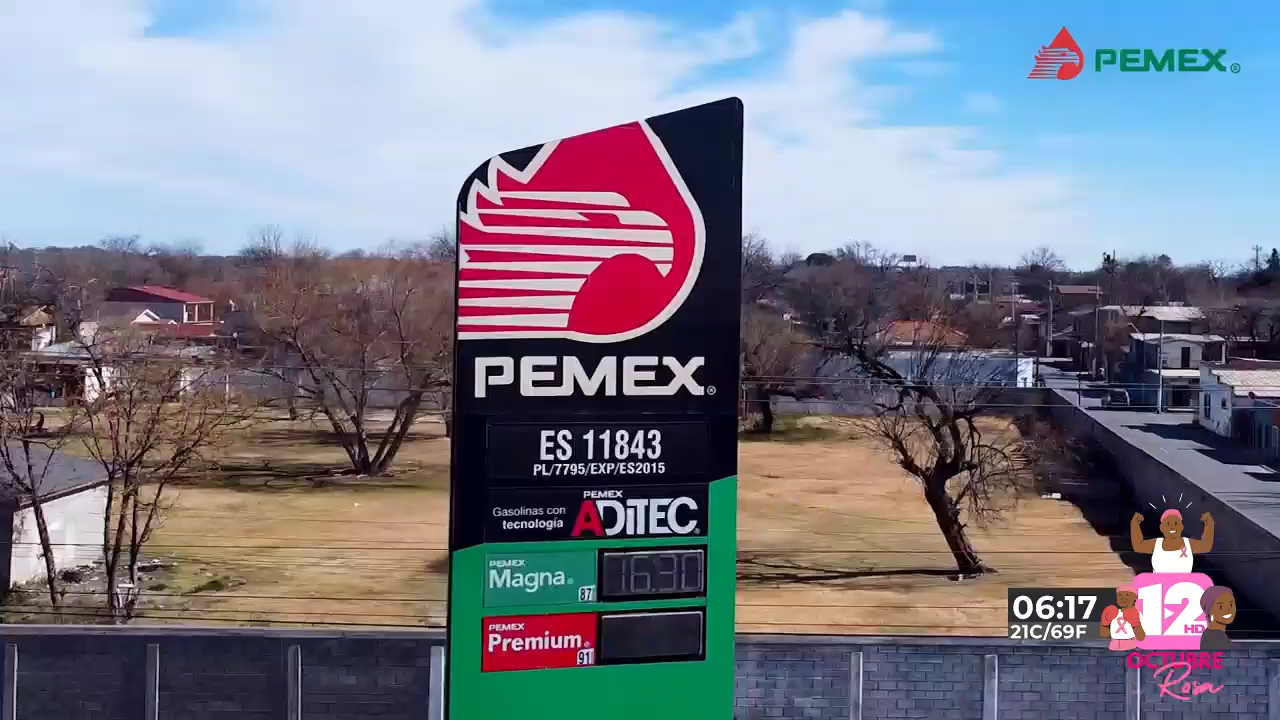 PEMEX®
PEMEX®
ES 11843
PL/7795/EXP/ES2015
Gasolinas con
tecnología
PEMEX
ADiTEC
PEMEX
Magna®
87
16.30
PEMEX
Premium®
91
06:17
21C/69F
12
HD
OCTUBRE
Rosa